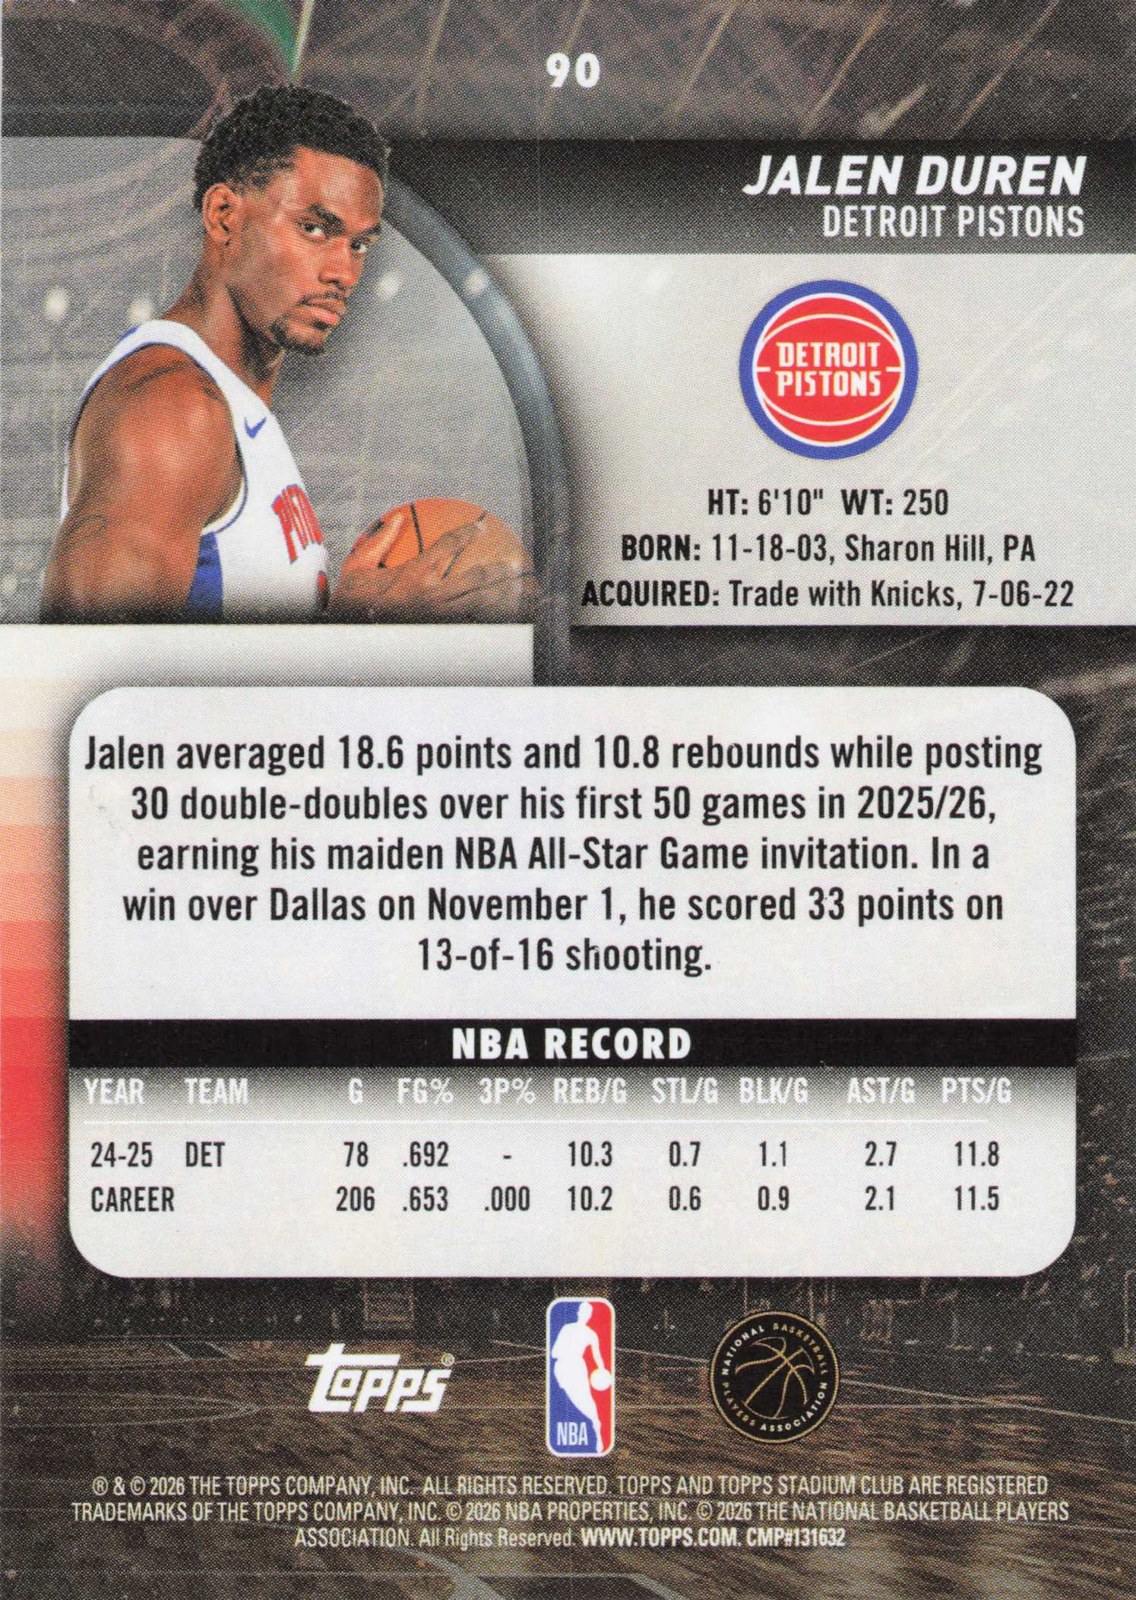 90
JALEN DUREN
DETROIT PISTONS
DETROIT
PISTONS
HT: 6'10" WT: 250
BORN: 11-18-03, Sharon Hill, PA
ACQUIRED: Trade with Knicks, 7-06-22
Jalen averaged 18.6 points and 10.8 rebounds while posting
30 double-doubles over his first 50 games in 2025/26,
earning his maiden NBA All-Star Game invitation. In a
win over Dallas on November 1, he scored 33 points on
13-of-16 shooting.
NBA RECORD
YEAR TEAM G FG% 3P% REB/G STL/G BLK/G AST/G PTS/G
24-25 DET 78 .692 - 10.3 0.7 1.1 2.7 11.8
CAREER 206 .653 .000 10.2 0.6 0.9 2.1 11.5
topps®
NBA
NATIONAL BASKETBALL PLAYERS ASSOCIATION
® & © 2026 THE TOPPS COMPANY, INC. ALL RIGHTS RESERVED. TOPPS AND TOPPS STADIUM CLUB ARE REGISTERED
TRADEMARKS OF THE TOPPS COMPANY, INC. © 2026 NBA PROPERTIES, INC. © 2026 THE NATIONAL BASKETBALL PLAYERS
ASSOCIATION. All Rights Reserved. WWW.TOPPS.COM. CMP#131632